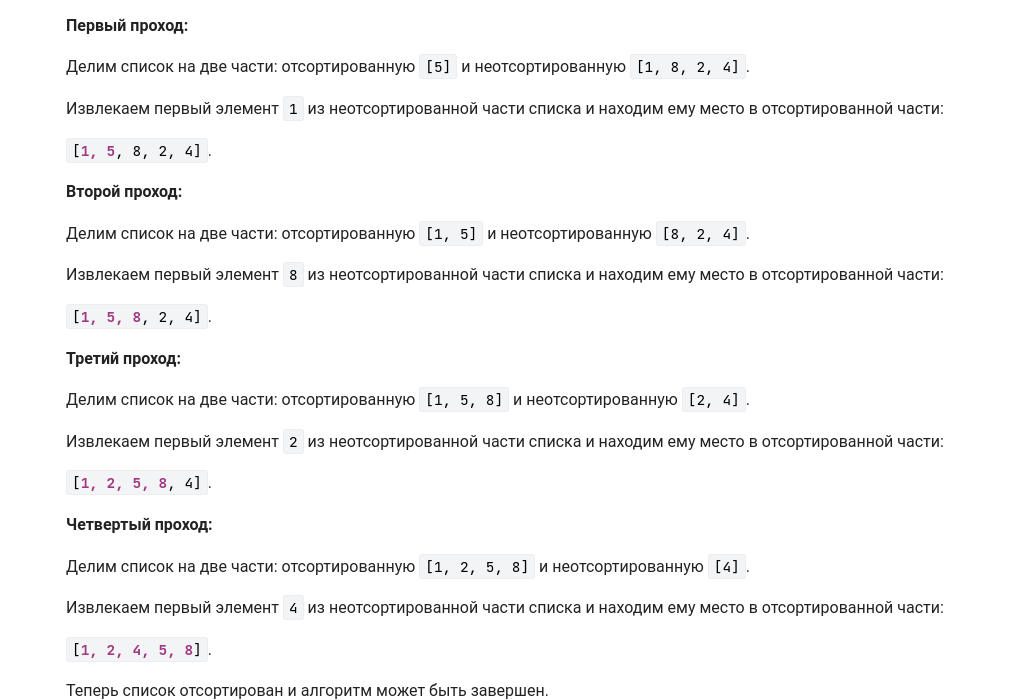 Первый проход:
Делим список на две части: отсортированную [5] и неотсортированную [1, 8, 2, 4].
Извлекаем первый элемент 1 из неотсортированной части списка и находим ему место в отсортированной части:
[1, 5, 8, 2, 4].
Второй проход:
Делим список на две части: отсортированную [1, 5] и неотсортированную [8, 2, 4].
Извлекаем первый элемент 8 из неотсортированной части списка и находим ему место в отсортированной части:
[1, 5, 8, 2, 4].
Третий проход:
Делим список на две части: отсортированную [1, 5, 8] и неотсортированную [2, 4].
Извлекаем первый элемент 2 из неотсортированной части списка и находим ему место в отсортированной части:
[1, 2, 5, 8, 4].
Четвертый проход:
Делим список на две части: отсортированную [1, 2, 5, 8] и неотсортированную [4].
Извлекаем первый элемент 4 из неотсортированной части списка и находим ему место в отсортированной части:
[1, 2, 4, 5, 8].
Теперь список отсортирован и алгоритм может быть завершен.